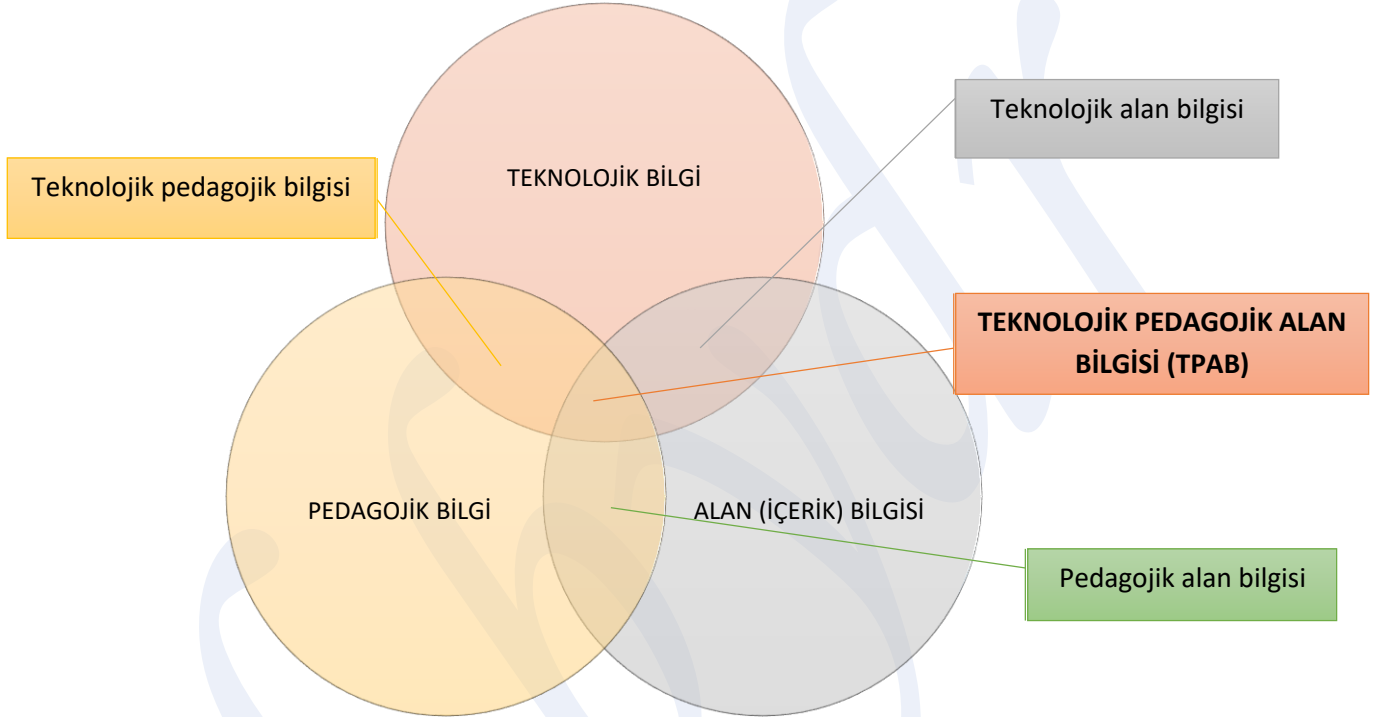 Teknolojik alan bilgisi
TEKNOLOJİK BİLGİ
Teknolojik pedagojik bilgisi
TEKNOLOJİK PEDAGOJİK ALAN
BİLGİSİ (TPAB)
PEDAGOJİK BİLGİ
ALAN (İÇERİK) BİLGİSİ
Pedagojik alan bilgisi